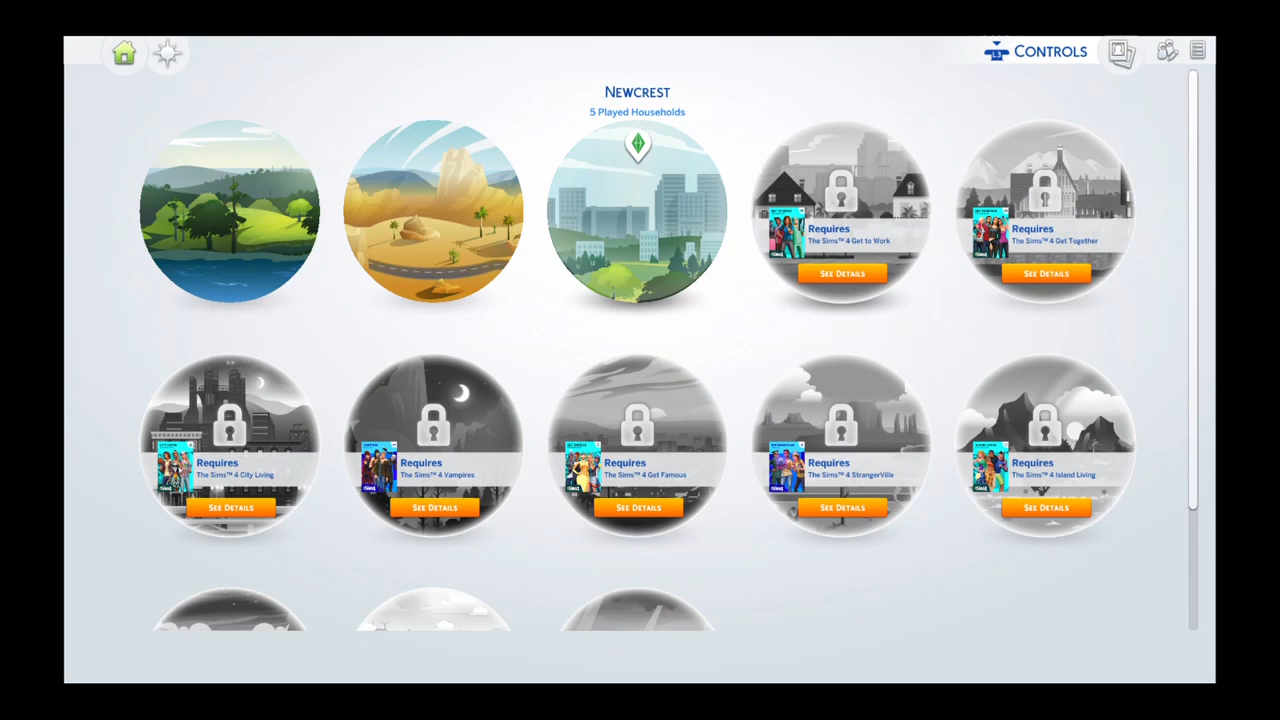 L3 CONTROLS
NEWCREST
5 Played Households
Requires
The Sims™ 4 Get to Work
SEE DETAILS
Requires
The Sims™ 4 Get Together
SEE DETAILS
Requires
The Sims™ 4 City Living
SEE DETAILS
Requires
The Sims™ 4 Vampires
SEE DETAILS
Requires
The Sims™ 4 Get Famous
SEE DETAILS
Requires
The Sims™ 4 StrangerVille
SEE DETAILS
Requires
The Sims™ 4 Island Living
SEE DETAILS